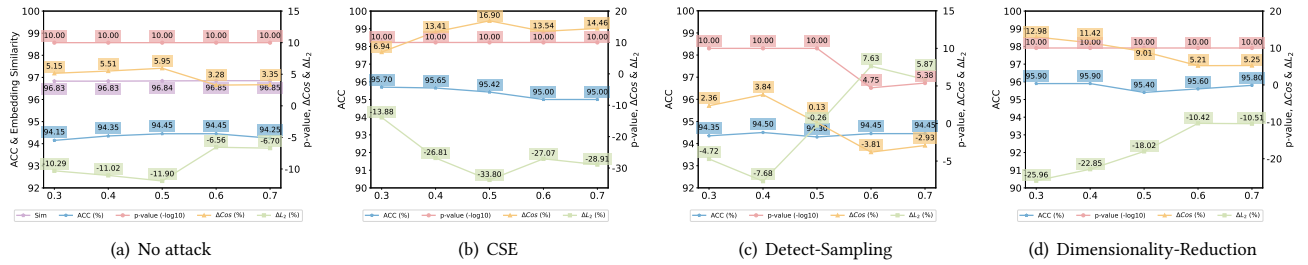 100 15 100 20 100 15 100 20
99 99 99 99
98 98 98 98
97 97 97 97
96 96 96 96
95 95 95 95
94 94 94 94
93 93 93 93
92 90 92 90
10 5 0 -5 -10
10 0 -10 -20 -30
10 5 0 -5
10 0 -10 -20
ACC & Embedding Similarity
p-value, ΔCos & ΔL₂
10.00 10.00 10.00 10.00 10.00
5.15 5.51 5.95 3.28 3.35
96.83 96.83 96.84 96.85 96.85
94.15 94.35 94.45 94.45 94.25
-10.29 -11.02 -11.90 -6.56 -6.70
0.3 0.4 0.5 0.6 0.7
Sim ACC (%) p-value (-log10) ΔCos (%) ΔL₂ (%)
(a) No attack
ACC
p-value, ΔCos & ΔL₂
6.94 13.41 16.90 13.54 14.46
10.00 10.00 10.00 10.00 10.00
95.70 95.65 95.42 95.00 95.00
-13.88 -26.81 -33.80 -27.07 -28.91
0.3 0.4 0.5 0.6 0.7
ACC (%) p-value (-log10) ΔCos (%) ΔL₂ (%)
(b) CSE
ACC
p-value, ΔCos & ΔL₂
10.00 10.00 10.00 4.75 5.38
2.36 3.84 0.13 -3.81 -2.93
94.35 94.50 94.30 94.45 94.45
-4.72 -7.68 -0.26 7.63 5.87
0.3 0.4 0.5 0.6 0.7
ACC (%) p-value (-log10) ΔCos (%) ΔL₂ (%)
(c) Detect-Sampling
ACC
p-value, ΔCos & ΔL₂
12.98 11.42 9.01 5.21 5.25
10.00 10.00 10.00 10.00 10.00
95.90 95.90 95.40 95.60 95.80
-25.96 -22.85 -18.02 -10.42 -10.51
0.3 0.4 0.5 0.6 0.7
ACC (%) p-value (-log10) ΔCos (%) ΔL₂ (%)
(d) Dimensionality-Reduction